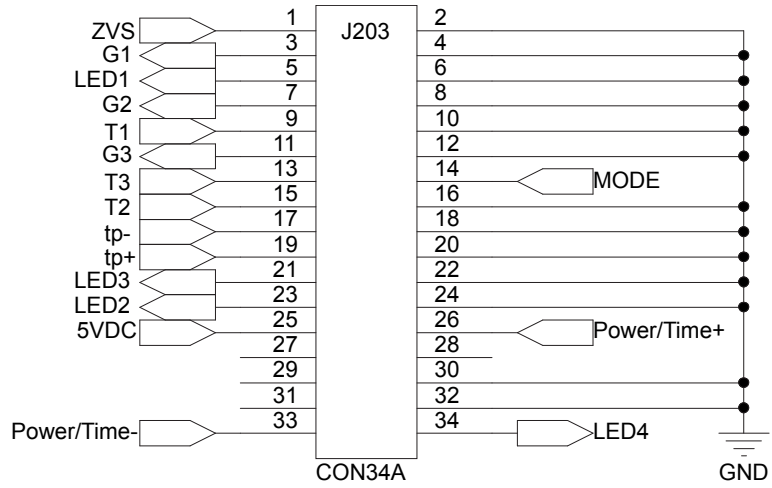 ZVS 1 J203 2
G1 3 4
LED1 5 6
G2 7 8
T1 9 10
G3 11 12
T3 13 14 MODE
T2 15 16
tp- 17 18
tp+ 19 20
LED3 21 22
LED2 23 24
5VDC 25 26 Power/Time+
27 28
29 30
31 32
Power/Time- 33 34 LED4
CON34A GND